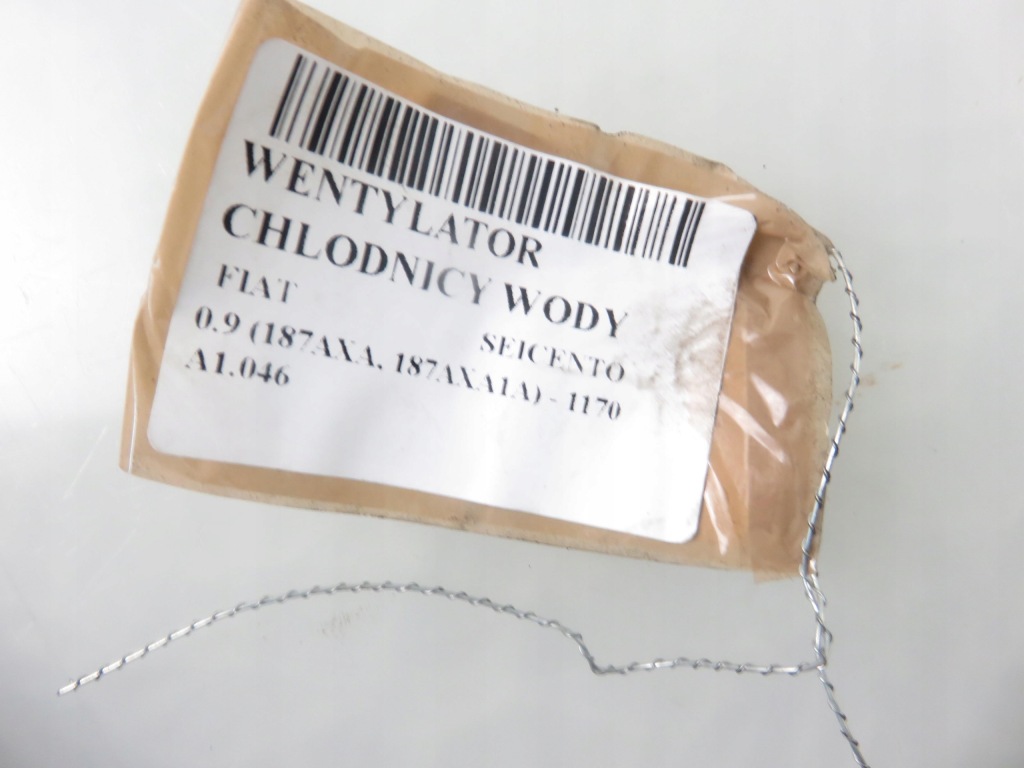 WENTYLATOR
CHLODNICY WODY
FIAT SEICENTO
0.9 (187AXA, 187AXA1A) - 1170
A1.046